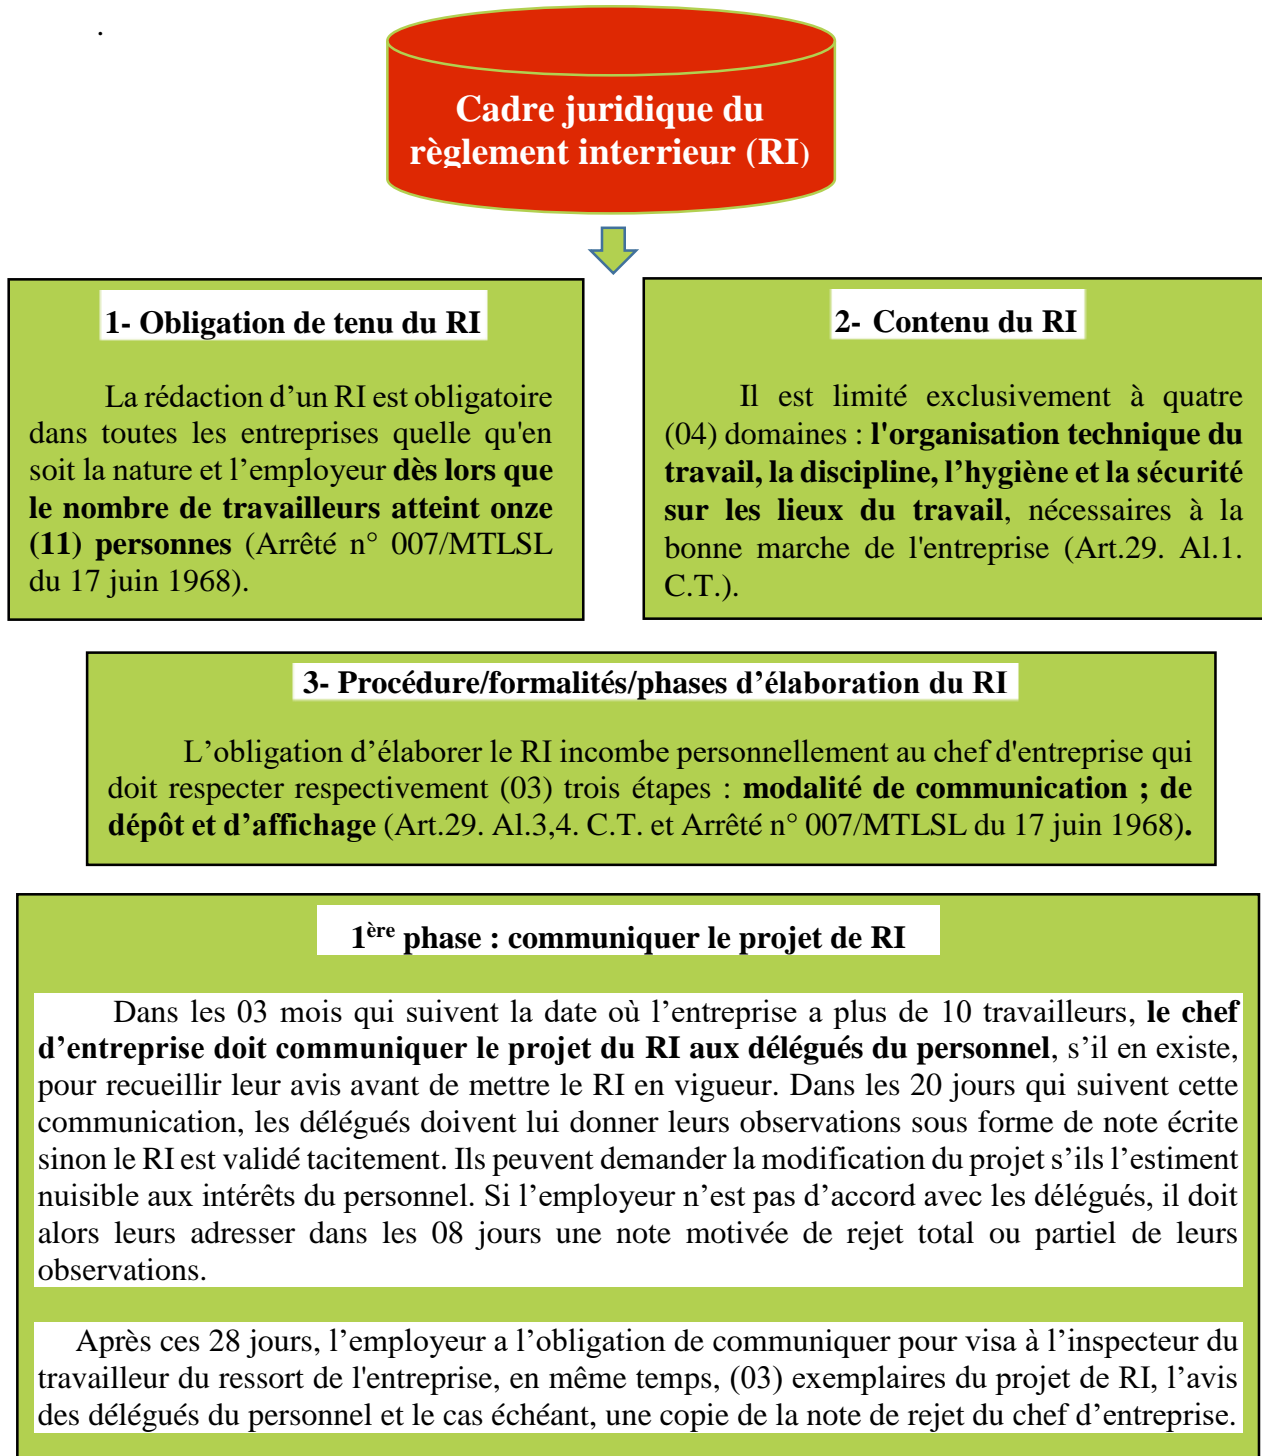 .
Cadre juridique du
règlement interrieur (RI)
1- Obligation de tenu du RI
La rédaction d’un RI est obligatoire
dans toutes les entreprises quelle qu'en
soit la nature et l’employeur dès lors que
le nombre de travailleurs atteint onze
(11) personnes (Arrêté n° 007/MTLSL
du 17 juin 1968).
2- Contenu du RI
Il est limité exclusivement à quatre
(04) domaines : l'organisation technique du
travail, la discipline, l’hygiène et la sécurité
sur les lieux du travail, nécessaires à la
bonne marche de l'entreprise (Art.29. Al.1.
C.T.).
3- Procédure/formalités/phases d’élaboration du RI
L’obligation d’élaborer le RI incombe personnellement au chef d'entreprise qui
doit respecter respectivement (03) trois étapes : modalité de communication ; de
dépôt et d’affichage (Art.29. Al.3,4. C.T. et Arrêté n° 007/MTLSL du 17 juin 1968).
1ère phase : communiquer le projet de RI
Dans les 03 mois qui suivent la date où l’entreprise a plus de 10 travailleurs, le chef
d’entreprise doit communiquer le projet du RI aux délégués du personnel, s’il en existe,
pour recueillir leur avis avant de mettre le RI en vigueur. Dans les 20 jours qui suivent cette
communication, les délégués doivent lui donner leurs observations sous forme de note écrite
sinon le RI est validé tacitement. Ils peuvent demander la modification du projet s’ils l’estiment
nuisible aux intérêts du personnel. Si l’employeur n’est pas d’accord avec les délégués, il doit
alors leurs adresser dans les 08 jours une note motivée de rejet total ou partiel de leurs
observations.
Après ces 28 jours, l’employeur a l’obligation de communiquer pour visa à l’inspecteur du
travailleur du ressort de l'entreprise, en même temps, (03) exemplaires du projet de RI, l’avis
des délégués du personnel et le cas échéant, une copie de la note de rejet du chef d’entreprise.